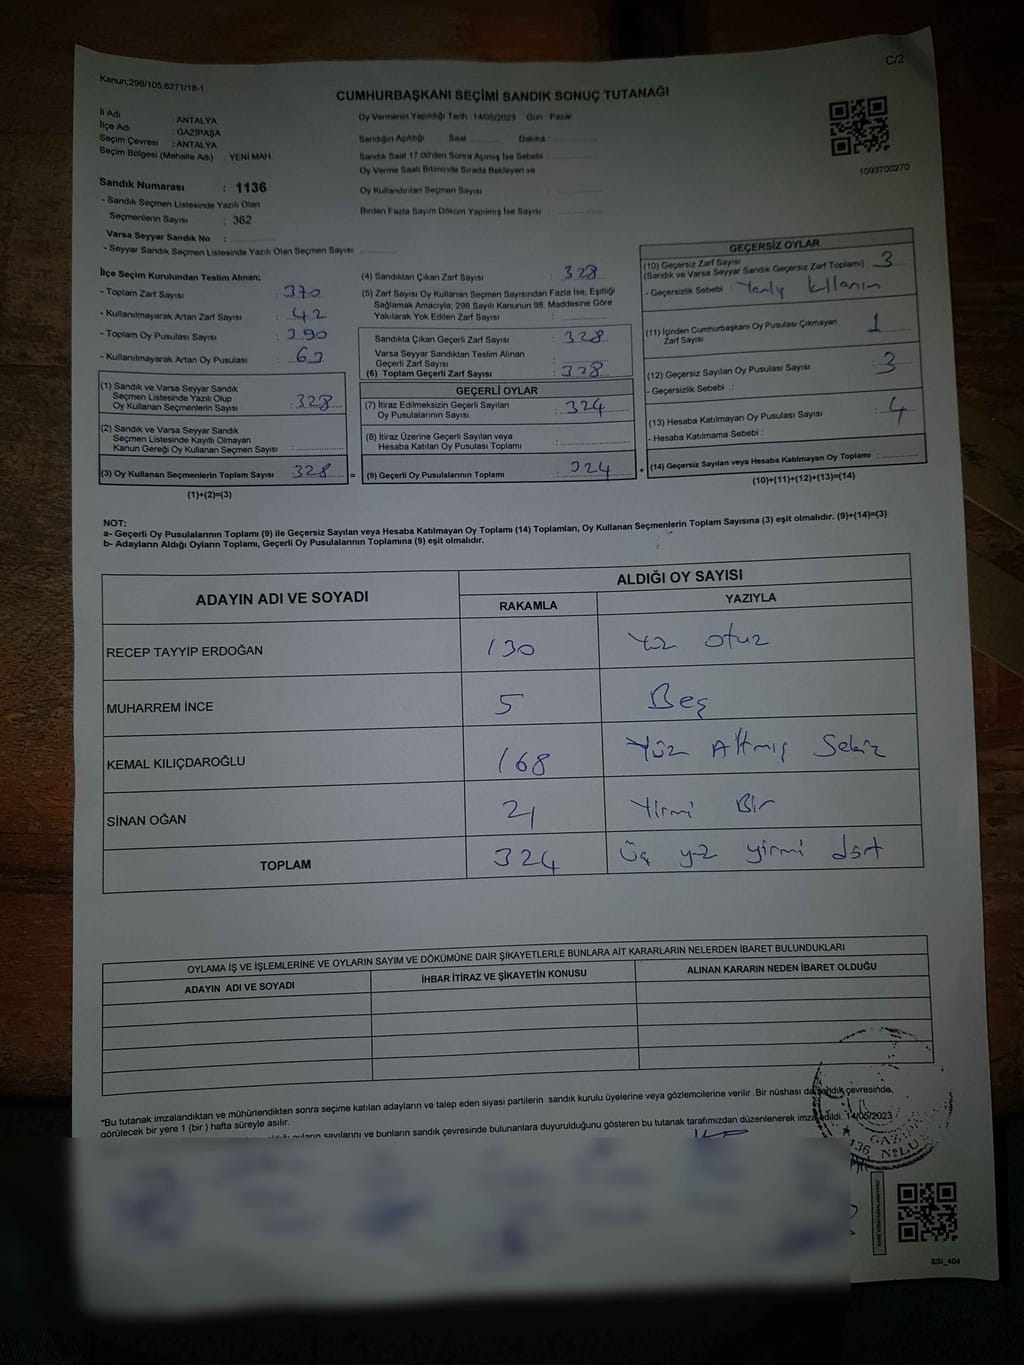 C/2
Kanun;298/105,6271/18-1
CUMHURBAŞKANI SEÇİMİ SANDIK SONUÇ TUTANAĞI
1093700270
İl Adı : ANTALYA
İlçe Adı : GAZİPAŞA
Seçim Çevresi : ANTALYA
Seçim Bölgesi (Mahalle Adı) : YENİ MAH.
Sandık Numarası : 1136
- Sandık Seçmen Listesinde Yazılı Olan
Seçmenlerin Sayısı : 362
Varsa Seyyar Sandık No :
- Seyyar Sandık Seçmen Listesinde Yazılı Olan Seçmen Sayısı
Oy Vermenin Yapıldığı Tarih : 14/05/2023 Gün : Pazar
Sandığın Açıldığı Saat Dakika :
Sandık Saat 17.00'den Sonra Açımış İse Sebebi :
Oy Verme Saati Bitiminde Sırada Bekleyen ve
Oy Kullandırılan Seçmen Sayısı
Birden Fazla Sayım Döküm Yapılmış İse Sayısı :
İlçe Seçim Kurulundan Teslim Alınan;
- Toplam Zarf Sayısı : 370
- Kullanılmayarak Artan Zarf Sayısı : 42
- Toplam Oy Pusulası Sayısı : 390
- Kullanılmayarak Artan Oy Pusulası :
(1) Sandık ve Varsa Seyyar Sandık
Seçmen Listesinde Yazılı Olup
Oy Kullanan Seçmenlerin Sayısı : 328
(2) Sandık ve Varsa Seyyar Sandık
Seçmen Listesinde Kayıtlı Olmayan
Kanun Gereği Oy Kullanan Seçmen Sayısı :
(3) Oy Kullanan Seçmenlerin Toplam Sayısı 328 =
(1)+(2)=(3)
(4) Sandıktan Çıkan Zarf Sayısı : 328
(5) Zarf Sayısı Oy Kullanan Seçmen Sayısından Fazla İse, Eşitliği
Sağlamak Amacıyla; 298 Sayılı Kanunun 98. Maddesine Göre
Yakılarak Yok Edilen Zarf Sayısı :
Sandıkta Çıkan Geçerli Zarf Sayısı : 328
Varsa Seyyar Sandıktan Teslim Alınan
Geçerli Zarf Sayısı
(6) Toplam Geçerli Zarf Sayısı : 328
GEÇERLİ OYLAR
(7) İtiraz Edilmeksizin Geçerli Sayılan
Oy Pusulalarının Sayısı : 324
(8) İtiraz Üzerine Geçerli Sayılan veya
Hesaba Katılan Oy Pusulası Toplamı :
(9) Geçerli Oy Pusulalarının Toplamı : 324 +
GEÇERSİZ OYLAR
(10) Geçersiz Zarf Sayısı
(Sandık ve Varsa Seyyar Sandık Geçersiz Zarf Toplamı) : 3
- Geçersizlik Sebebi : Yanlış kullanım
(11) İçinden Cumhurbaşkanı Oy Pusulası Çıkmayan
Zarf Sayısı : 1
(12) Geçersiz Sayılan Oy Pusulası Sayısı : 3
- Geçersizlik Sebebi :
(13) Hesaba Katılmayan Oy Pusulası Sayısı : 4
- Hesaba Katılmama Sebebi :
(14) Geçersiz Sayılan veya Hesaba Katılmayan Oy Toplamı :
(10)+(11)+(12)+(13)=(14)
NOT:
a- Geçerli Oy Pusulalarının Toplamı (9) ile Geçersiz Sayılan veya Hesaba Katılmayan Oy Toplamı (14) Toplamları, Oy Kullanan Seçmenlerin Toplam Sayısına (3) eşit olmalıdır. (9)+(14)=(3)
b- Adayların Aldığı Oyların Toplamı, Geçerli Oy Pusulalarının Toplamına (9) eşit olmalıdır.
ADAYIN ADI VE SOYADI ALDIĞI OY SAYISI
RAKAMLA YAZIYLA
RECEP TAYYİP ERDOĞAN 130 Yüz otuz
MUHARREM İNCE 5 Beş
KEMAL KILIÇDAROĞLU 168 Yüz Altmış Sekiz
SİNAN OĞAN 21 Yirmi Bir
TOPLAM 324 Üç yüz yirmi dört
OYLAMA İŞ VE İŞLEMLERİNE VE OYLARIN SAYIM VE DÖKÜMÜNE DAİR ŞİKAYETLERLE BUNLARA AİT KARARLARIN NELERDEN İBARET BULUNDUKLARI
ADAYIN ADI VE SOYADI İHBAR İTİRAZ VE ŞİKAYETİN KONUSU ALINAN KARARIN NEDEN İBARET OLDUĞU
"Bu tutanak imzalandıktan ve mühürlendikten sonra seçime katılan adayların ve talep eden siyasi partilerin sandık kurulu üyelerine veya gözlemcilerine verilir. Bir nüshası da sandık çevresinde
görülecek bir yere 1 (bir) hafta süreyle asılır.
sayılarını ve bunların sandık çevresinde bulunanlara duyurulduğunu gösteren bu tutanak tarafımızdan düzenlenerek imza edildi. 14/05/2023
SSI_404